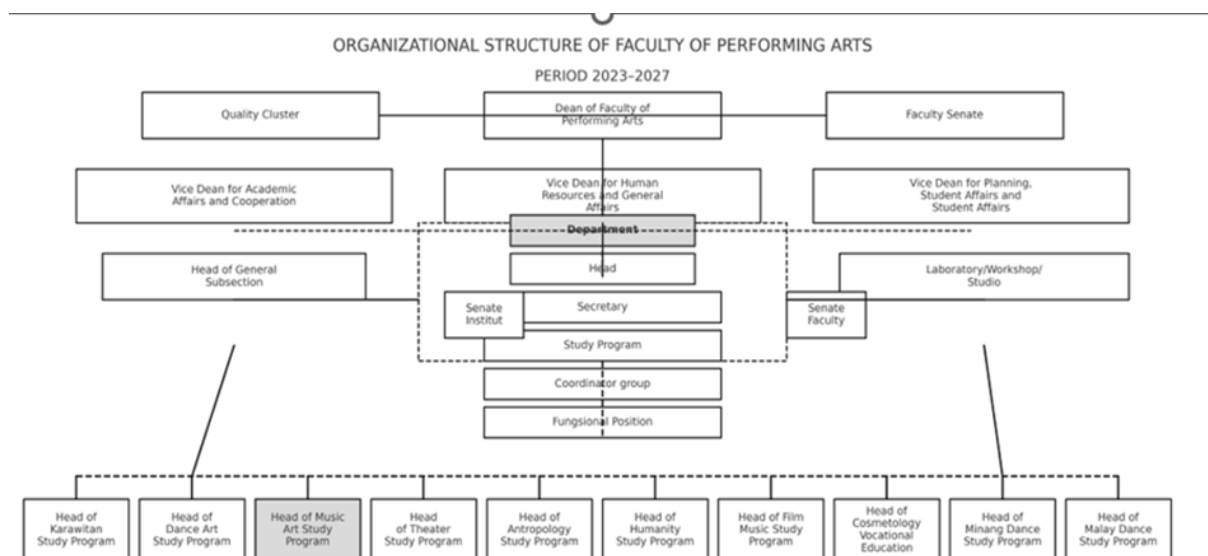 ORGANIZATIONAL STRUCTURE OF FACULTY OF PERFORMING ARTS
PERIOD 2023–2027
Quality Cluster
Dean of Faculty of
Performing Arts
Faculty Senate
Vice Dean for Academic
Affairs and Cooperation
Vice Dean for Human
Resources and General
Affairs
Vice Dean for Planning,
Student Affairs and
Student Affairs
Department
Head of General
Subsection
Head
Laboratory/Workshop/
Studio
Senate
Institut
Secretary
Senate
Faculty
Study Program
Coordinator group
Fungsional Position
Head of
Karawitan
Study Program
Head of
Dance Art
Study Program
Head of Music
Art Study
Program
Head
of Theater
Study Program
Head of
Antropology
Study Program
Head of
Humanity
Study Program
Head of Film
Music Study
Program
Head of
Cosmetology
Vocational
Education
Head of
Minang Dance
Study Program
Head of
Malay Dance
Study Program